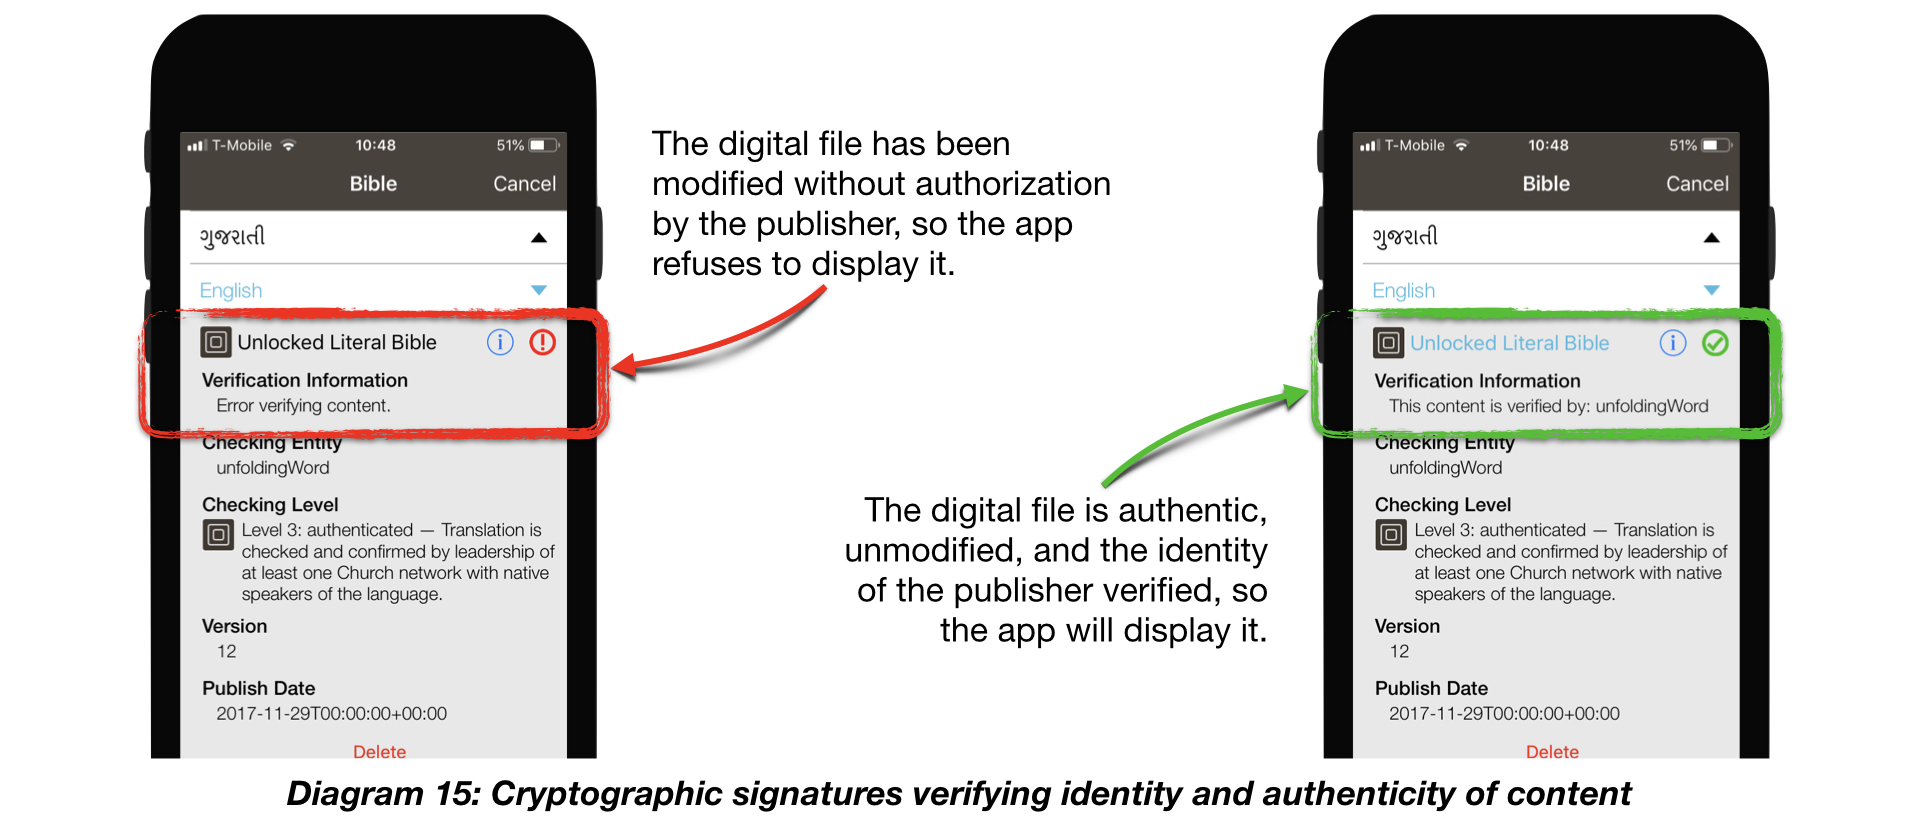 T-Mobile 10:48 51%
Bible Cancel
ગુજરાતી
English
Unlocked Literal Bible
Verification Information
Error verifying content.
Checking Entity
unfoldingWord
Checking Level
Level 3: authenticated — Translation is
checked and confirmed by leadership of
at least one Church network with native
speakers of the language.
Version
12
Publish Date
2017-11-29T00:00:00+00:00
Delete
The digital file has been
modified without authorization
by the publisher, so the app
refuses to display it.
The digital file is authentic,
unmodified, and the identity
of the publisher verified, so
the app will display it.
T-Mobile 10:48 51%
Bible Cancel
ગુજરાતી
English
Unlocked Literal Bible
Verification Information
This content is verified by: unfoldingWord
Checking Entity
unfoldingWord
Checking Level
Level 3: authenticated — Translation is
checked and confirmed by leadership of
at least one Church network with native
speakers of the language.
Version
12
Publish Date
2017-11-29T00:00:00+00:00
Delete
Diagram 15: Cryptographic signatures verifying identity and authenticity of content